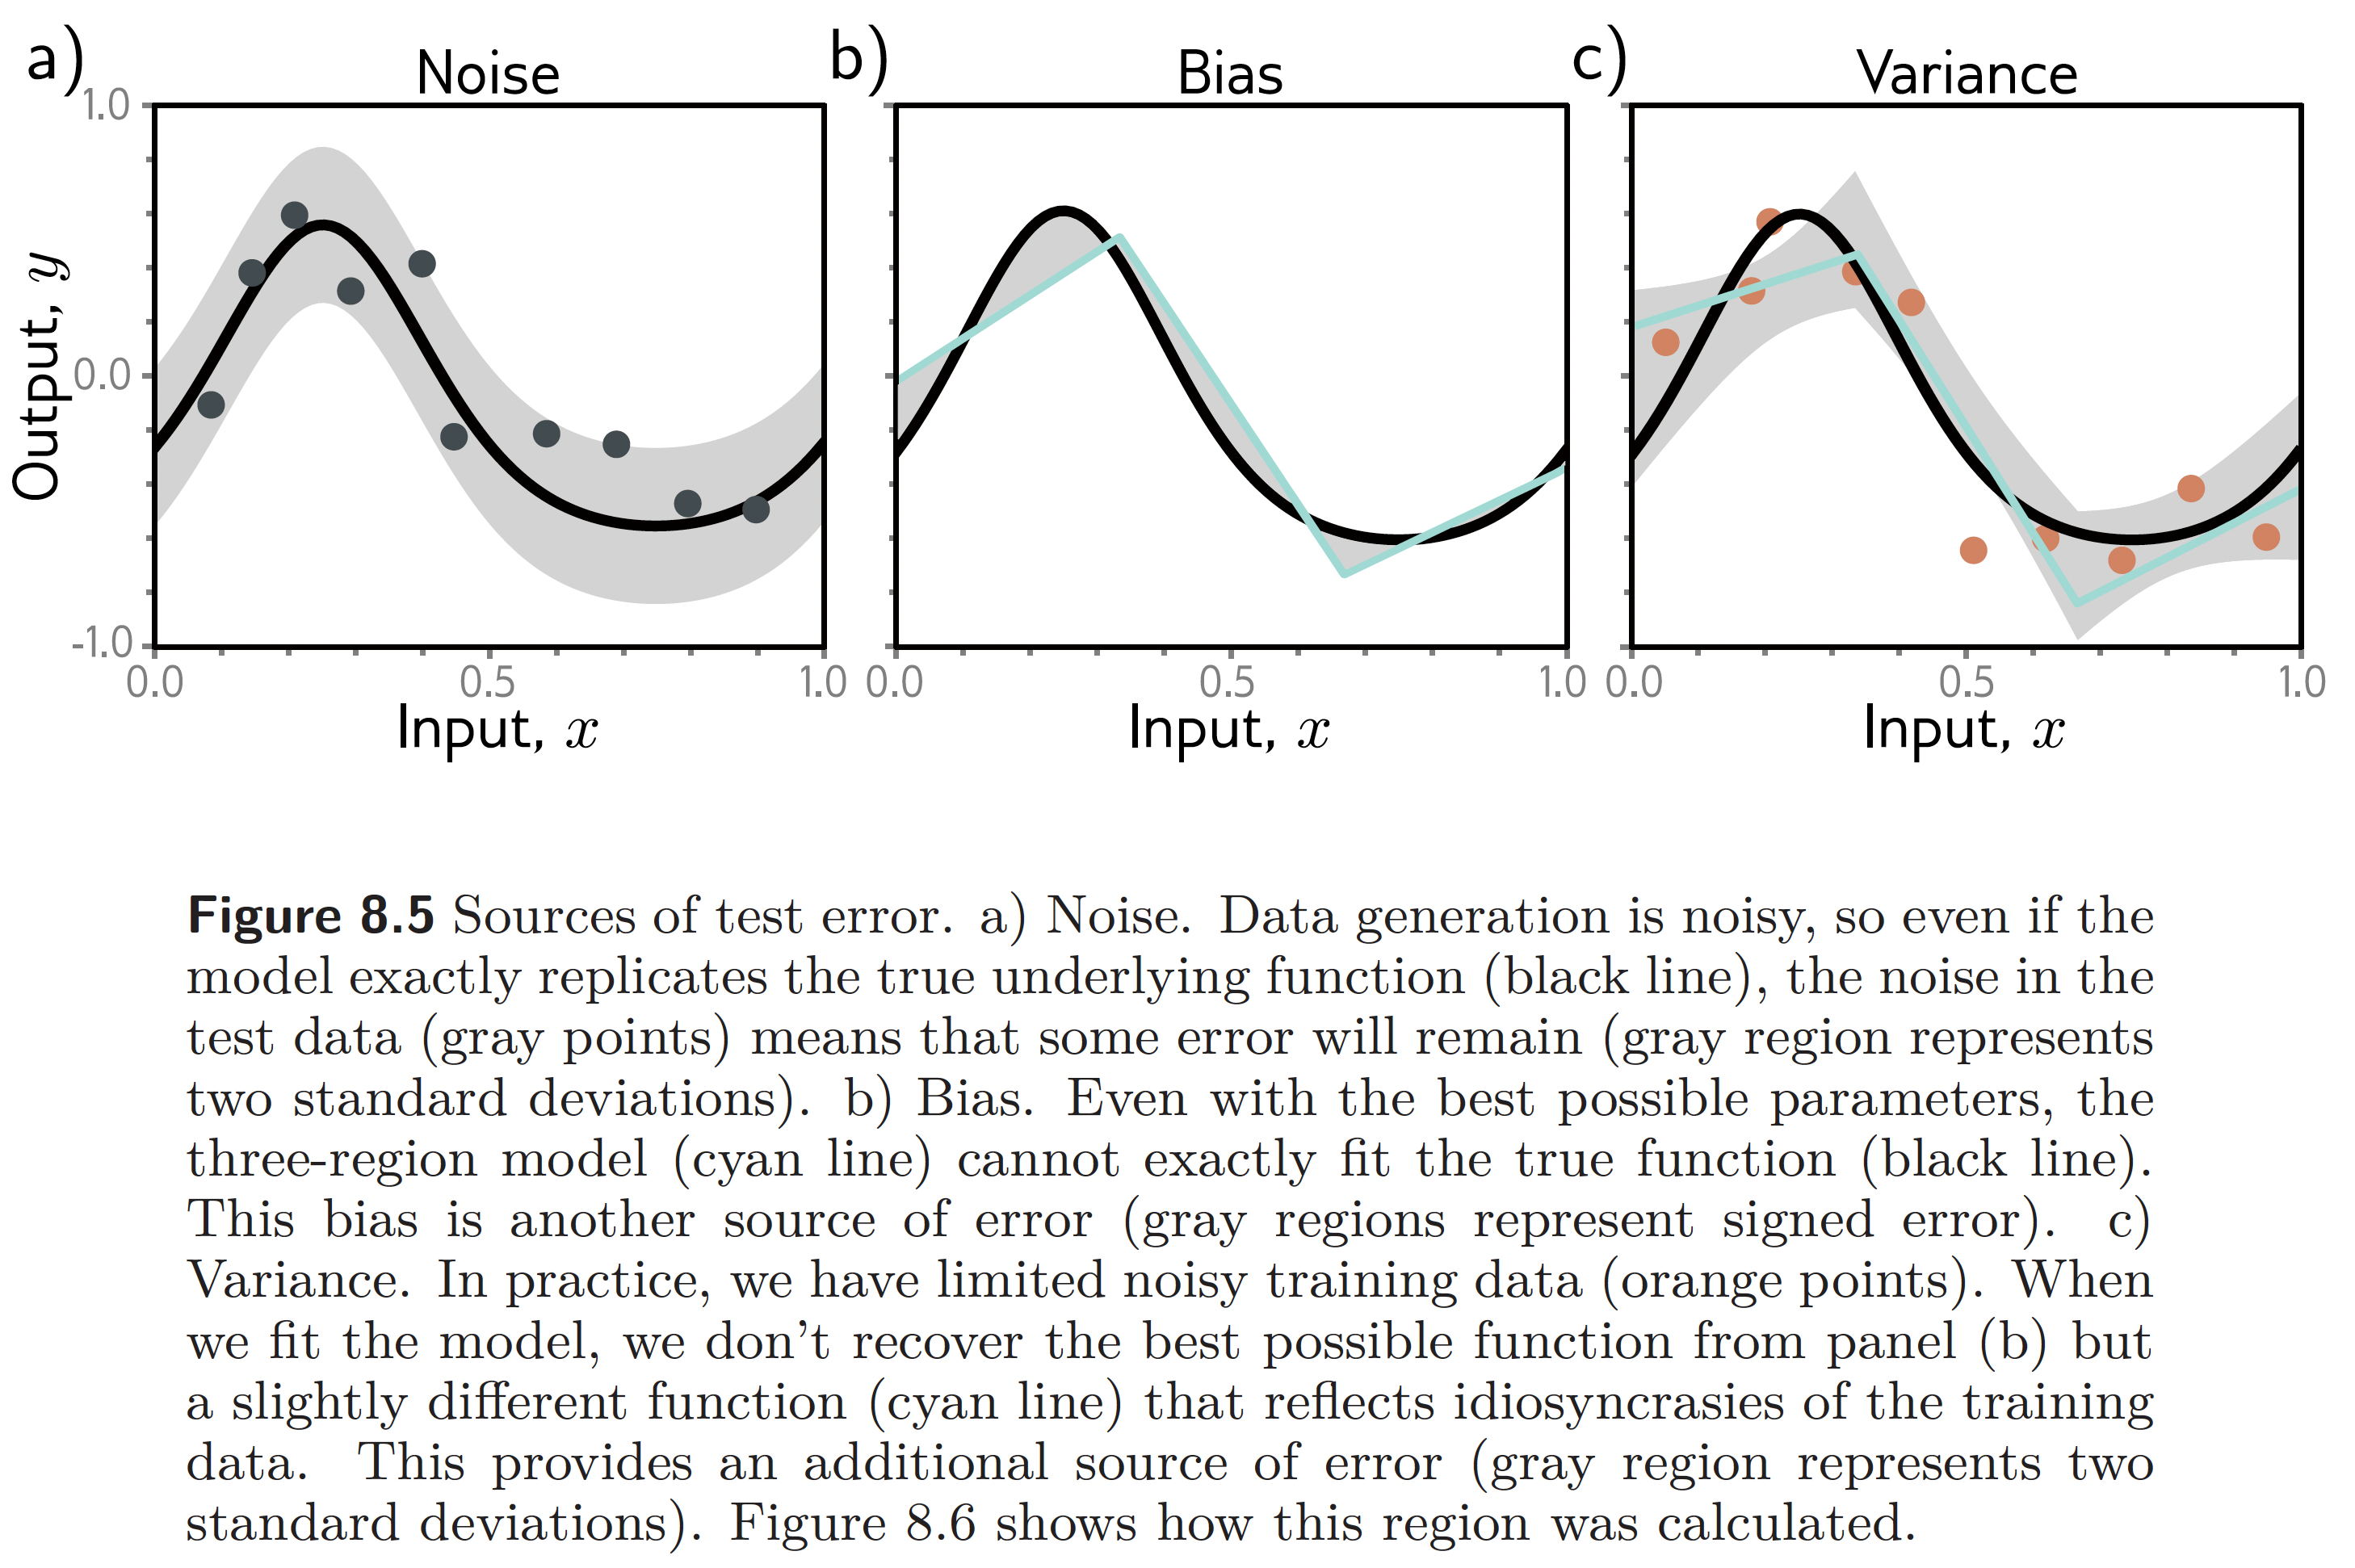 a) Noise b) Bias c) Variance
1.0
0.0
-1.0
Output, y
0.0 0.5 1.0 0.0 0.5 1.0 0.0 0.5 1.0
Input, x Input, x Input, x
Figure 8.5 Sources of test error. a) Noise. Data generation is noisy, so even if the
model exactly replicates the true underlying function (black line), the noise in the
test data (gray points) means that some error will remain (gray region represents
two standard deviations). b) Bias. Even with the best possible parameters, the
three-region model (cyan line) cannot exactly fit the true function (black line).
This bias is another source of error (gray regions represent signed error). c)
Variance. In practice, we have limited noisy training data (orange points). When
we fit the model, we don't recover the best possible function from panel (b) but
a slightly different function (cyan line) that reflects idiosyncrasies of the training
data. This provides an additional source of error (gray region represents two
standard deviations). Figure 8.6 shows how this region was calculated.